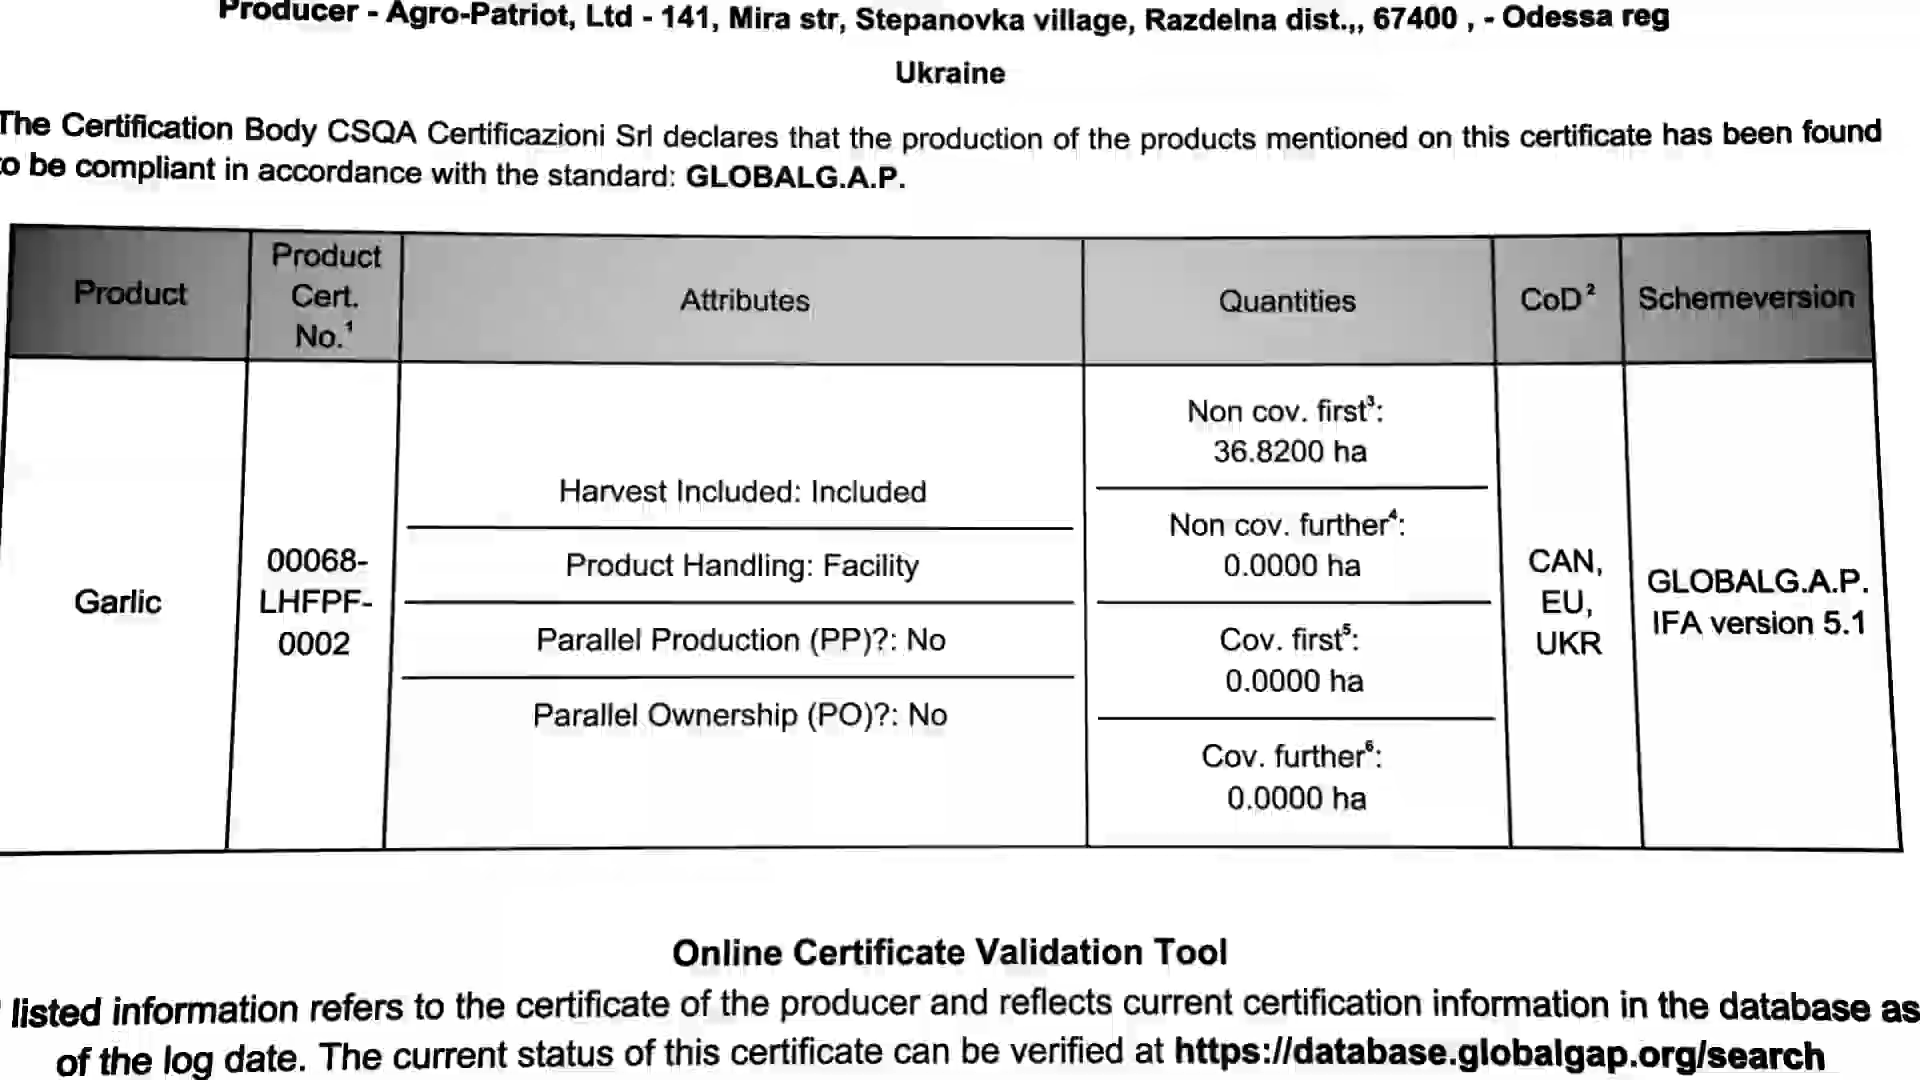 Producer - Agro-Patriot, Ltd - 141, Mira str, Stepanovka village, Razdelna dist.,, 67400 , - Odessa reg
Ukraine
The Certification Body CSQA Certificazioni Srl declares that the production of the products mentioned on this certificate has been found
to be compliant in accordance with the standard: GLOBALG.A.P.
Product
Product
Cert.
No.¹
Attributes
Quantities
CoD²
Schemeversion
Garlic
00068-
LHFPF-
0002
Harvest Included: Included
Product Handling: Facility
Parallel Production (PP)?: No
Parallel Ownership (PO)?: No
Non cov. first³:
36.8200 ha
Non cov. further⁴:
0.0000 ha
Cov. first⁵:
0.0000 ha
Cov. further⁶:
0.0000 ha
CAN,
EU,
UKR
GLOBALG.A.P.
IFA version 5.1
Online Certificate Validation Tool
listed information refers to the certificate of the producer and reflects current certification information in the database as
of the log date. The current status of this certificate can be verified at https://database.globalgap.org/search